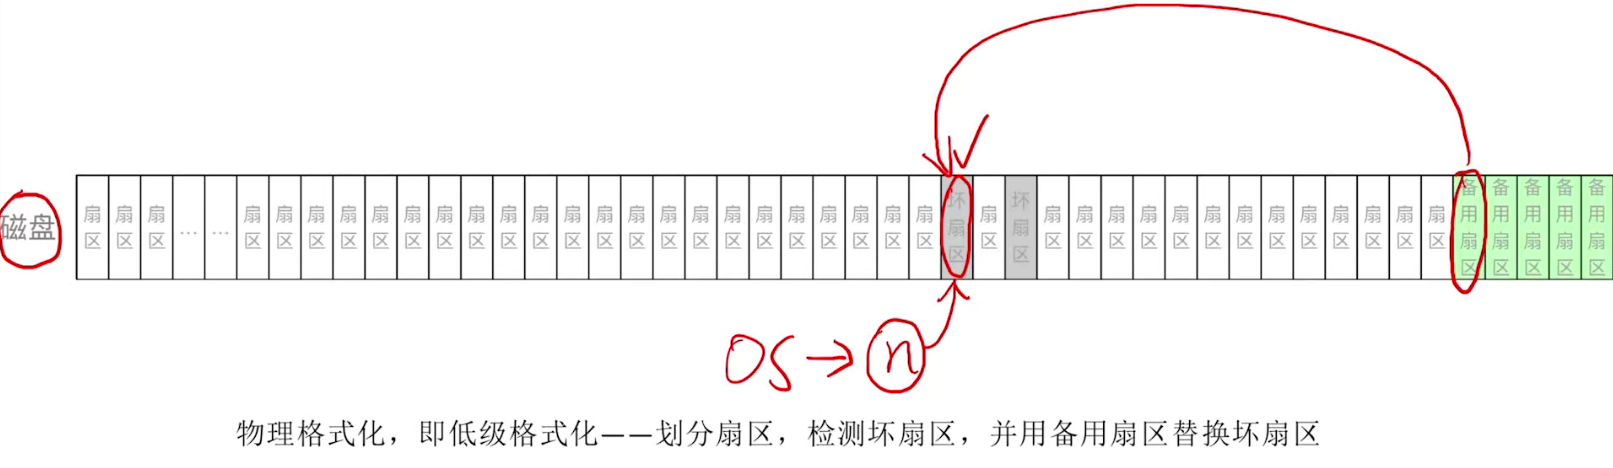 磁盘 扇区 扇区 扇区 … … 扇区 扇区 扇区 扇区 扇区 扇区 扇区 扇区 扇区 扇区 扇区 扇区 扇区 扇区 扇区 扇区 扇区 扇区 扇区 扇区 扇区 扇区 坏扇区 扇区 坏扇区 扇区 扇区 扇区 扇区 扇区 扇区 扇区 扇区 扇区 扇区 扇区 扇区 扇区 备用扇区 备用扇区 备用扇区 备用扇区 备用扇区
OS→n
物理格式化，即低级格式化——划分扇区，检测坏扇区，并用备用扇区替换坏扇区